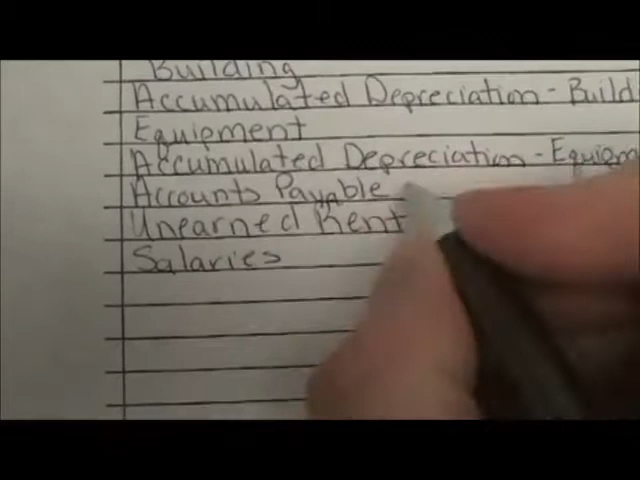 Building
Accumulated Depreciation - Build
Equipment
Accumulated Depreciation - Equipm
Accounts Payable
Unearned Rent
Salaries